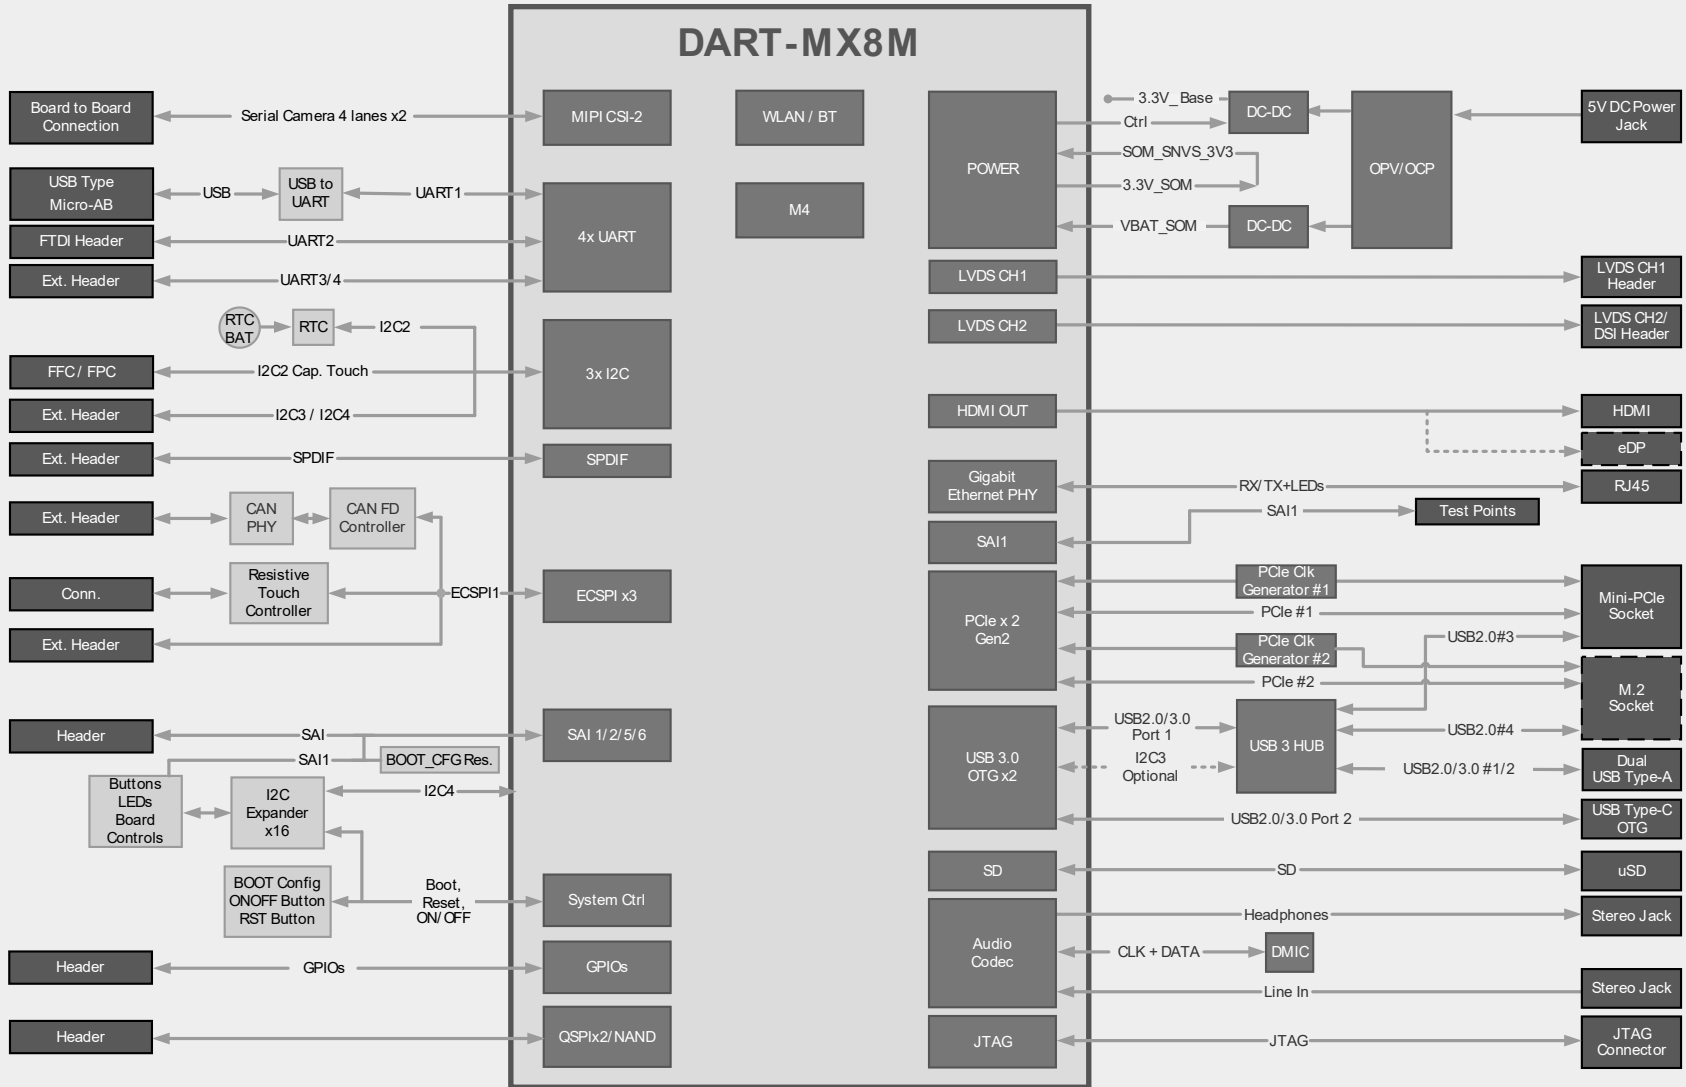 DART-MX8M
Board to Board
Connection
Serial Camera 4 lanes x2
MIPI CSI-2
WLAN / BT
USB Type
Micro-AB
USB
USB to
UART
UART1
4x UART
M4
FTDI Header
UART2
Ext. Header
UART3/4
RTC
BAT
RTC
I2C2
FFC / FPC
I2C2 Cap. Touch
3x I2C
Ext. Header
I2C3 / I2C4
Ext. Header
SPDIF
SPDIF
Ext. Header
CAN
PHY
CAN FD
Controller
Conn.
Resistive
Touch
Controller
ECSPI1
ECSPI x3
Ext. Header
Header
SAI
SAI 1/2/5/6
SAI1
BOOT_CFG Res.
Buttons
LEDs
Board
Controls
I2C
Expander
x16
I2C4
BOOT Config
ONOFF Button
RST Button
Boot,
Reset,
ON/OFF
System Ctrl
Header
GPIOs
GPIOs
Header
QSPIx2/NAND
POWER
3.3V_Base
Ctrl
DC-DC
OPV/OCP
5V DC Power
Jack
SOM_SNVS_3V3
3.3V_SOM
VBAT_SOM
DC-DC
LVDS CH1
LVDS CH1
Header
LVDS CH2
LVDS CH2/
DSI Header
HDMI OUT
HDMI
eDP
Gigabit
Ethernet PHY
RX/TX+LEDs
RJ45
SAI1
SAI1
Test Points
PCIe x 2
Gen2
PCIe Clk
Generator #1
PCIe #1
Mini-PCIe
Socket
PCIe Clk
Generator #2
USB2.0#3
PCIe #2
M.2
Socket
USB 3.0
OTG x2
USB2.0/3.0
Port 1
I2C3
Optional
USB 3 HUB
USB2.0#4
USB2.0/3.0 #1/2
Dual
USB Type-A
USB2.0/3.0 Port 2
USB Type-C
OTG
SD
SD
uSD
Audio
Codec
Headphones
Stereo Jack
CLK + DATA
DMIC
Line In
Stereo Jack
JTAG
JTAG
JTAG
Connector